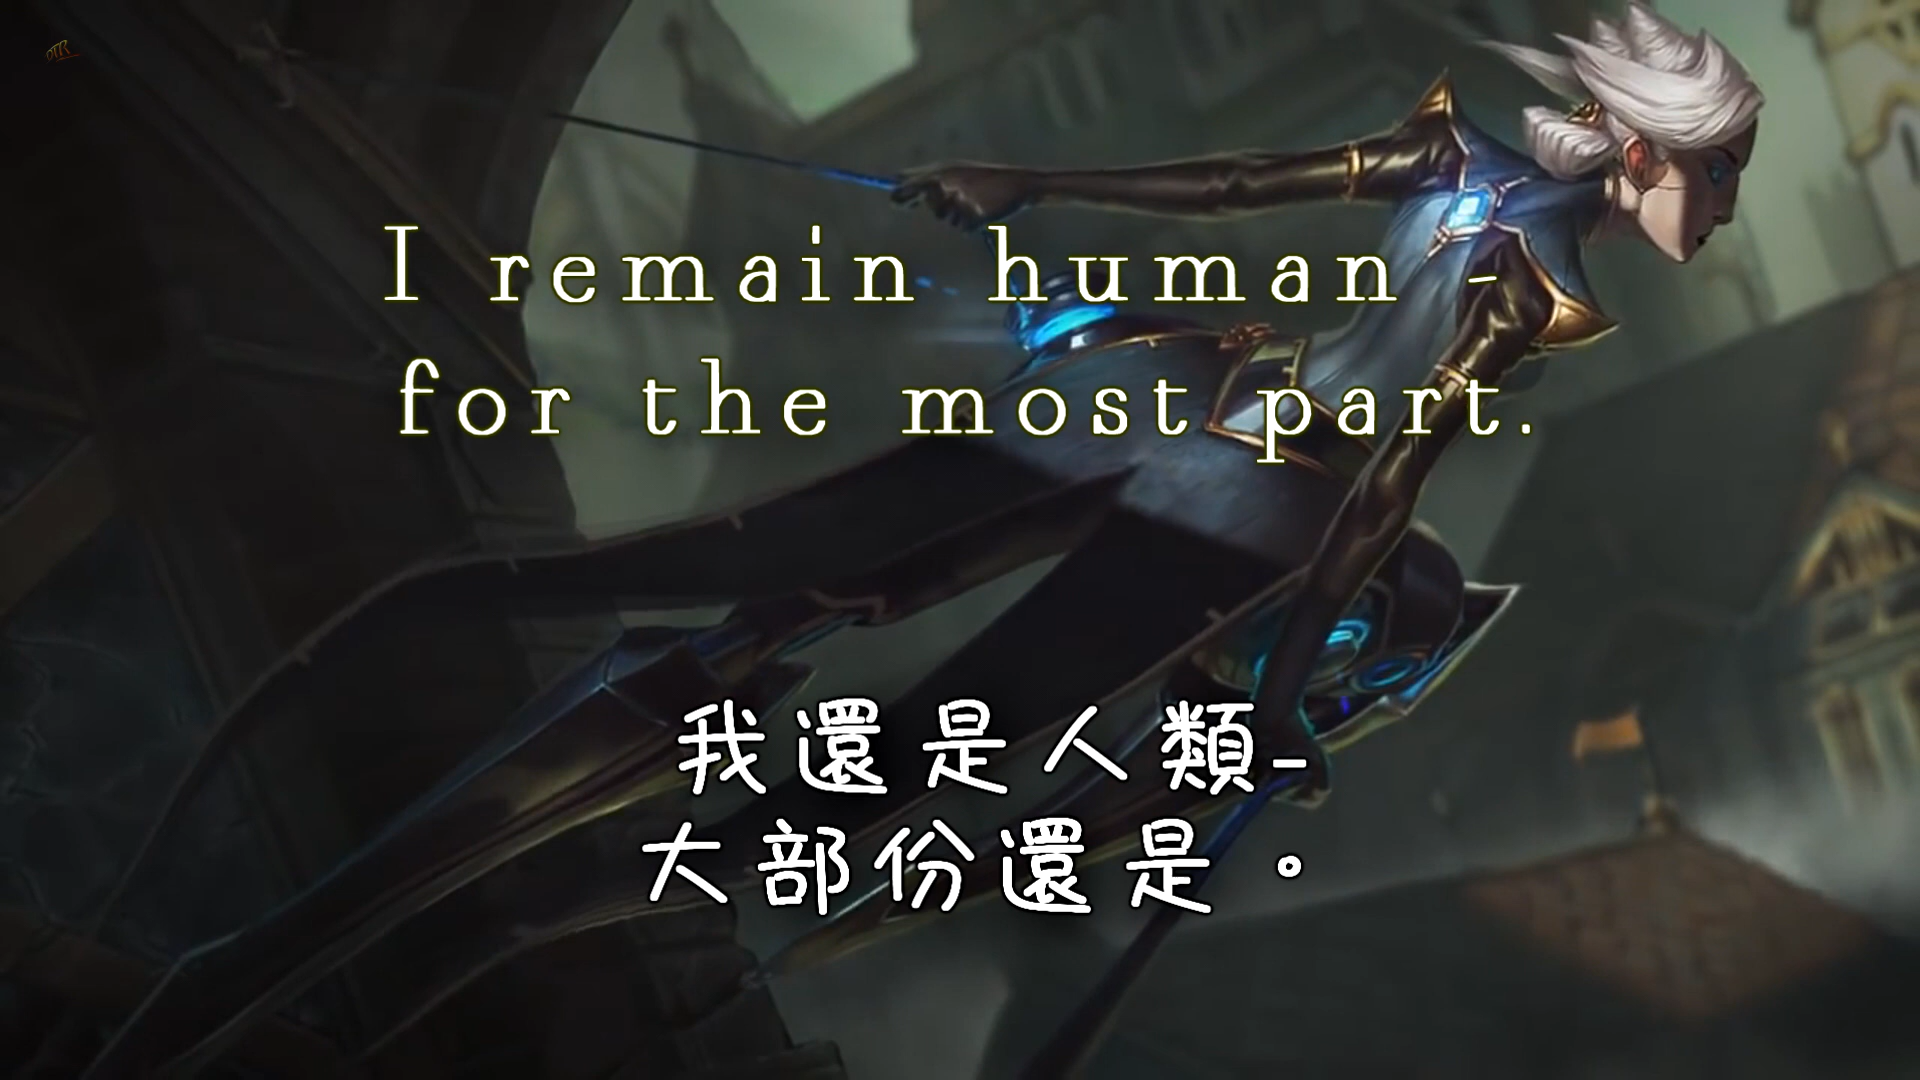 I remain human -
for the most part.
我還是人類-
大部份還是。